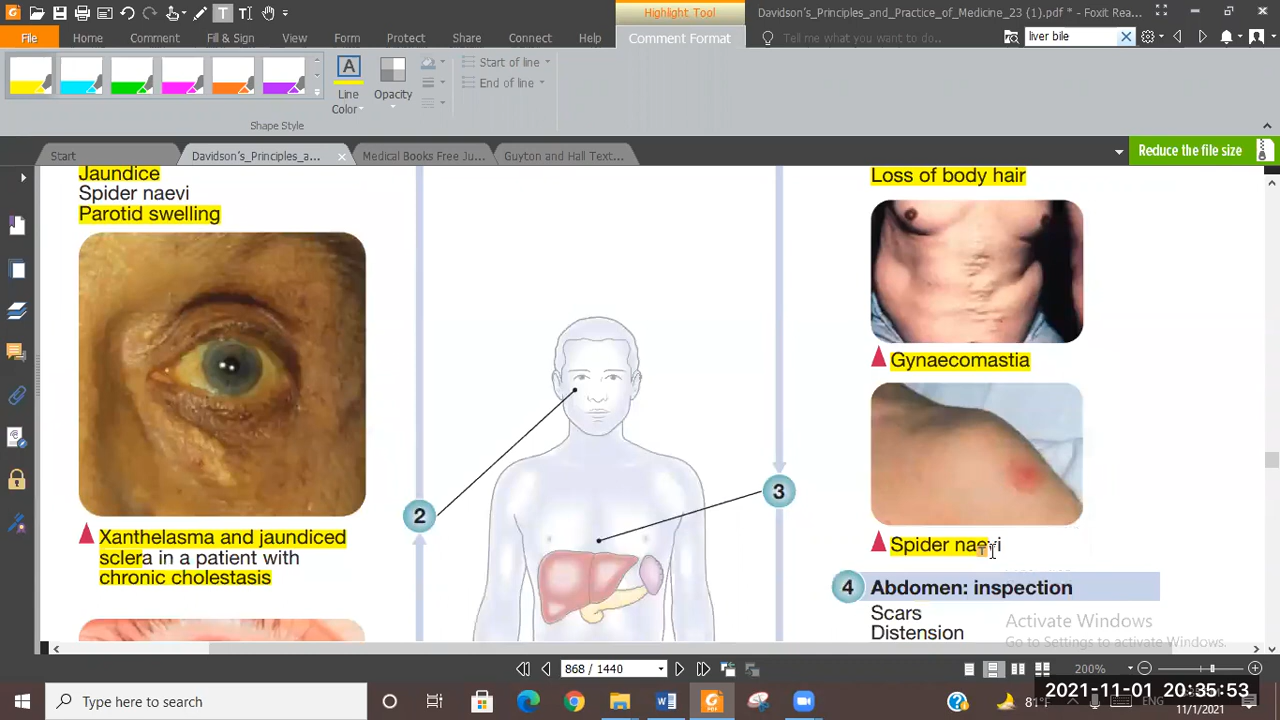 Highlight Tool
Davidson's_Principles_and_Practice_of_Medicine_23 (1).pdf * - Foxit Rea...
File
Home
Comment
Fill & Sign
View
Form
Protect
Share
Connect
Help
Comment Format
Tell me what you want to do..
liver bile
Line
Color
Opacity
Start of line
End of line
Shape Style
Start
Davidson's_Principles_a...
Medical Books Free Ju...
Guyton and Hall Text...
Reduce the file size
Jaundice
Spider naevi
Parotid swelling
Xanthelasma and jaundiced
sclera in a patient with
chronic cholestasis
2
3
Loss of body hair
Gynaecomastia
Spider naevi
4 Abdomen: inspection
Scars
Distension
Activate Windows
Go to Settings to activate Windows.
868 / 1440
200%
Type here to search
81°
ENG
2021-11-01 20:35:53
11/1/2021